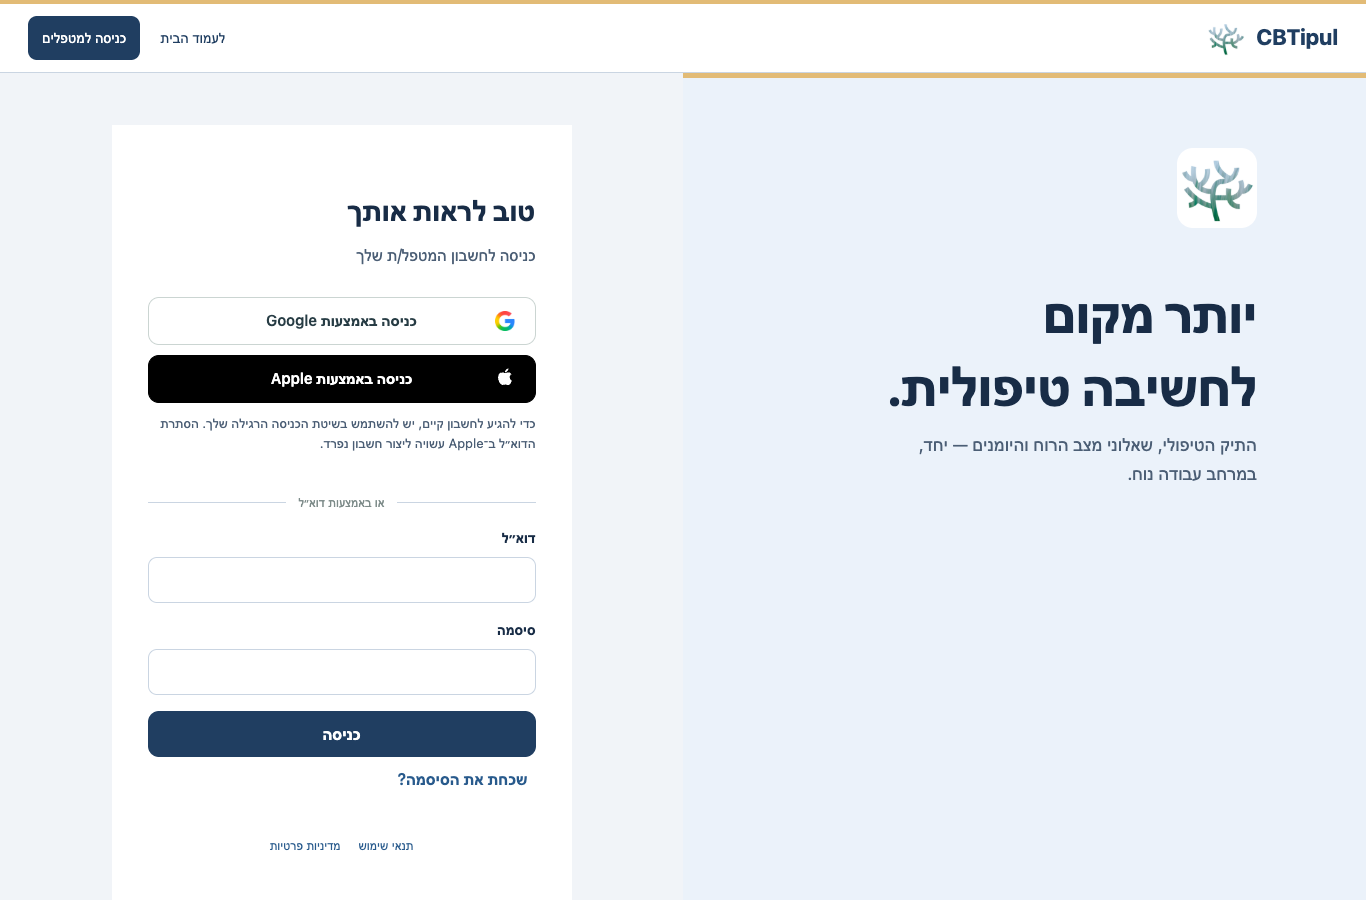 CBTipul
לעמוד הבית
כניסה למטפלים
יותר מקום
לחשיבה טיפולית.
התיק הטיפולי, שאלוני מצב הרוח והיומנים — יחד,
במרחב עבודה נוח.
טוב לראות אותך
כניסה לחשבון המטפל/ת שלך
כניסה באמצעות Google
כניסה באמצעות Apple
כדי להגיע לחשבון קיים, יש להשתמש בשיטת הכניסה הרגילה שלך. הסתרת
הדוא״ל ב־Apple עשויה ליצור חשבון נפרד.
או באמצעות דוא״ל
דוא״ל
סיסמה
כניסה
שכחת את הסיסמה?
תנאי שימוש
מדיניות פרטיות